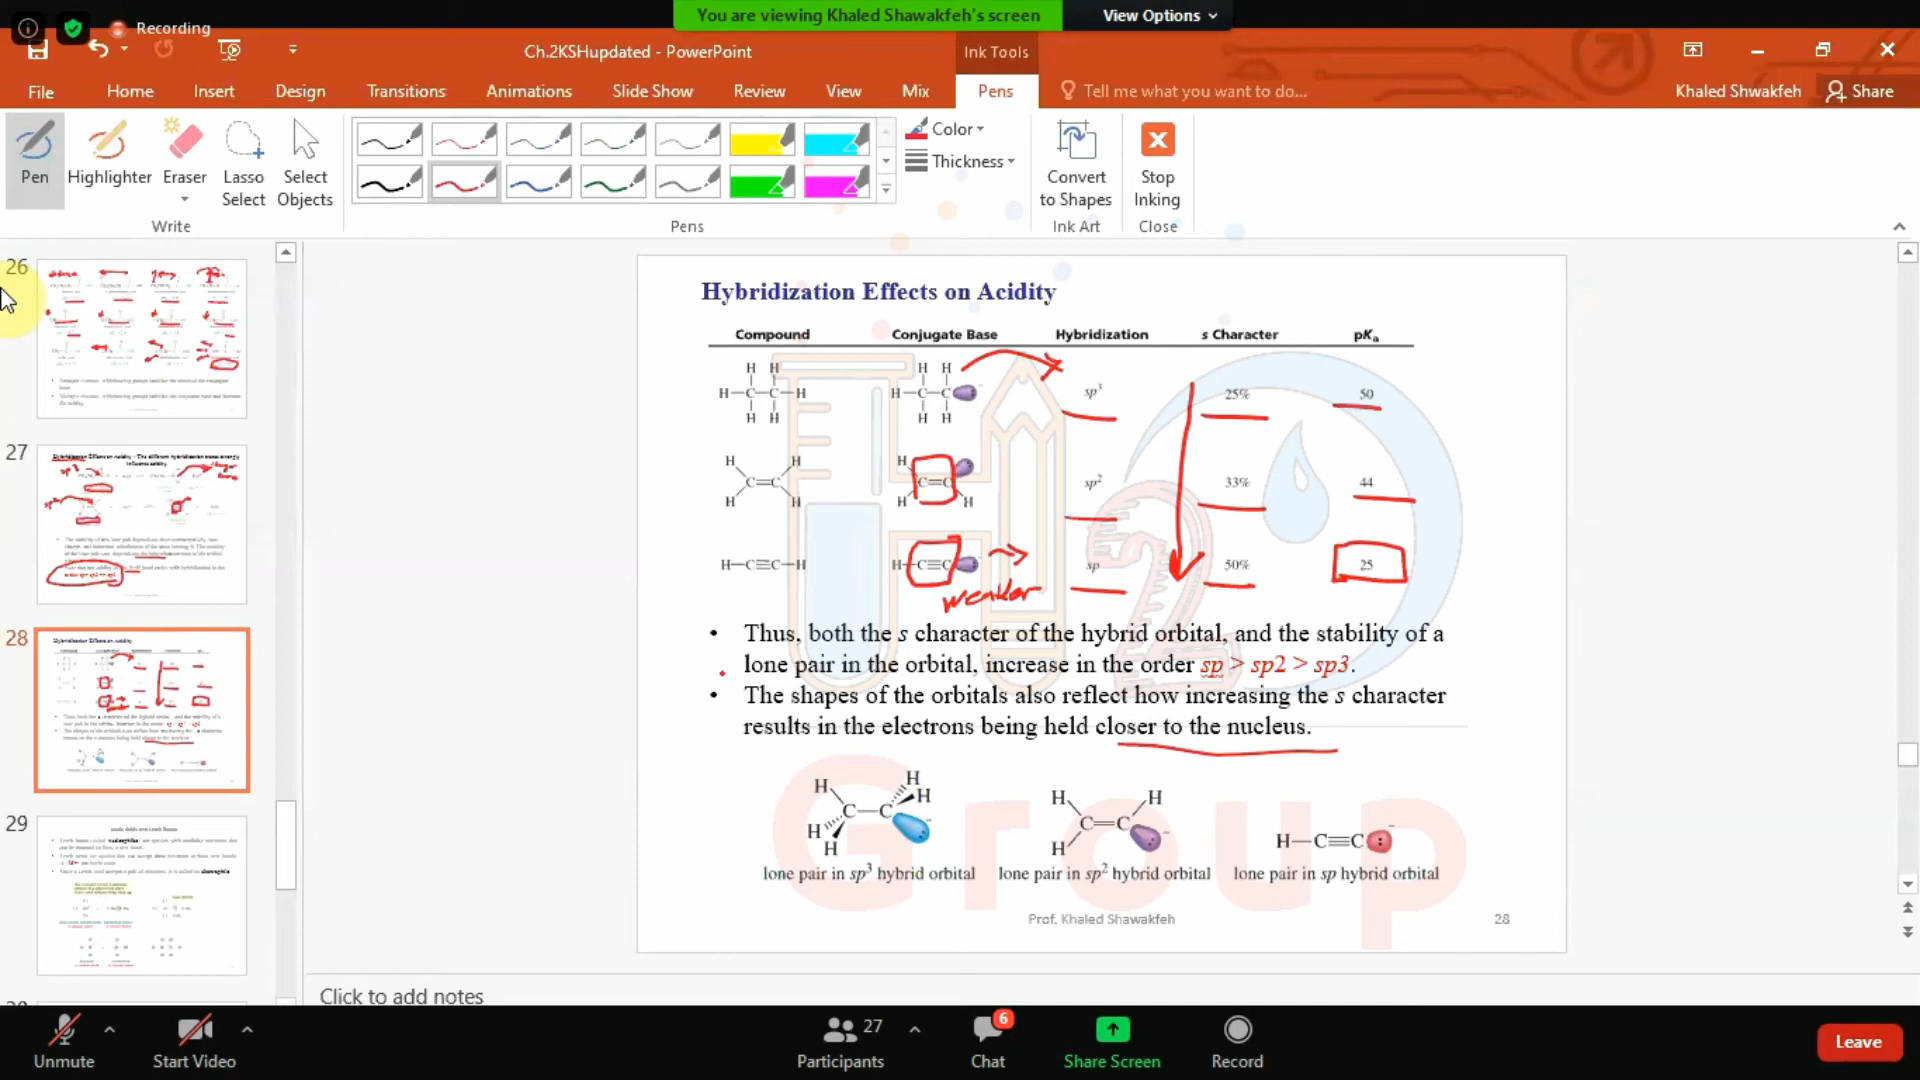 Recording
You are viewing Khaled Shawakfeh's screen
View Options
Ch.2KSHupdated - PowerPoint
Ink Tools
File
Home
Insert
Design
Transitions
Animations
Slide Show
Review
View
Mix
Pens
Tell me what you want to do...
Khaled Shwakfeh
Share
Pen
Highlighter
Eraser
Lasso
Select
Select
Objects
Color
Thickness
Convert
to Shapes
Stop
Inking
Write
Pens
Ink Art
Close
26
27
28
29
Hybridization Effects on Acidity
Compound Conjugate Base Hybridization s Character pKa
H H H H
H-C-C-H H-C-C sp³ 25% 50
H H H H
H H H
C=C C=C sp² 33% 44
H H H H
H-C≡C-H H-C≡C sp 50% 25
weaker
• Thus, both the s character of the hybrid orbital, and the stability of a
lone pair in the orbital, increase in the order sp > sp2 > sp3.
• The shapes of the orbitals also reflect how increasing the s character
results in the electrons being held closer to the nucleus.
H H H
C-C
H H
H H
C=C
H
H-C≡C
lone pair in sp³ hybrid orbital
lone pair in sp² hybrid orbital
lone pair in sp hybrid orbital
H2
Group
Prof. Khaled Shawakfeh
28
Click to add notes
Unmute
Start Video
27
Participants
6
Chat
Share Screen
Record
Leave